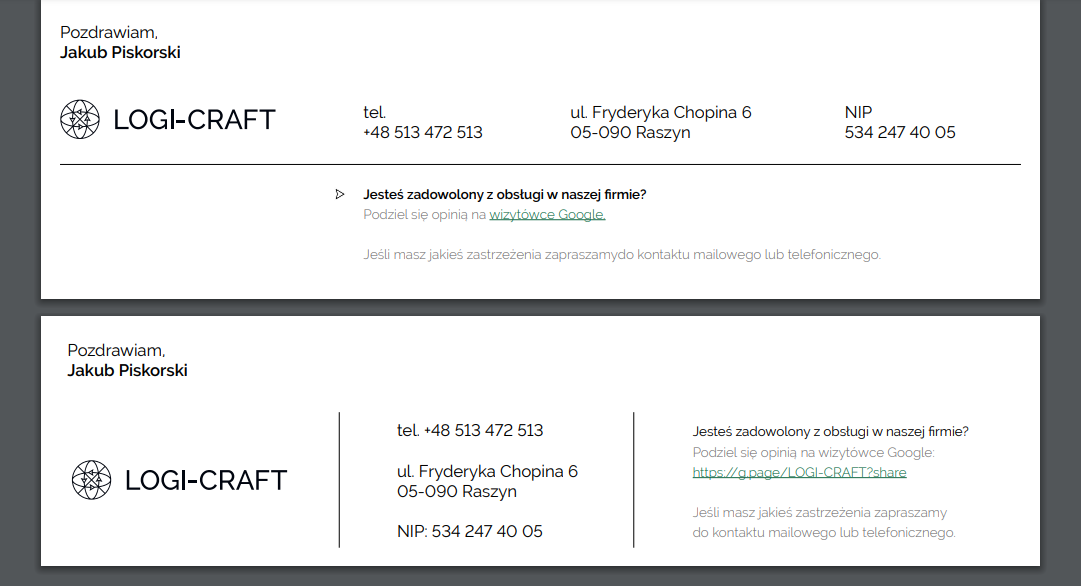 Pozdrawiam,
Jakub Piskorski
LOGI-CRAFT
tel.
+48 513 472 513
ul. Fryderyka Chopina 6
05-090 Raszyn
NIP
534 247 40 05
Jesteś zadowolony z obsługi w naszej firmie?
Podziel się opinią na wizytówce Google.
Jeśli masz jakieś zastrzeżenia zapraszamydo kontaktu mailowego lub telefonicznego.
Pozdrawiam,
Jakub Piskorski
LOGI-CRAFT
tel. +48 513 472 513
ul. Fryderyka Chopina 6
05-090 Raszyn
NIP: 534 247 40 05
Jesteś zadowolony z obsługi w naszej firmie?
Podziel się opinią na wizytówce Google:
https://g.page/LOGI-CRAFT?share
Jeśli masz jakieś zastrzeżenia zapraszamy
do kontaktu mailowego lub telefonicznego.